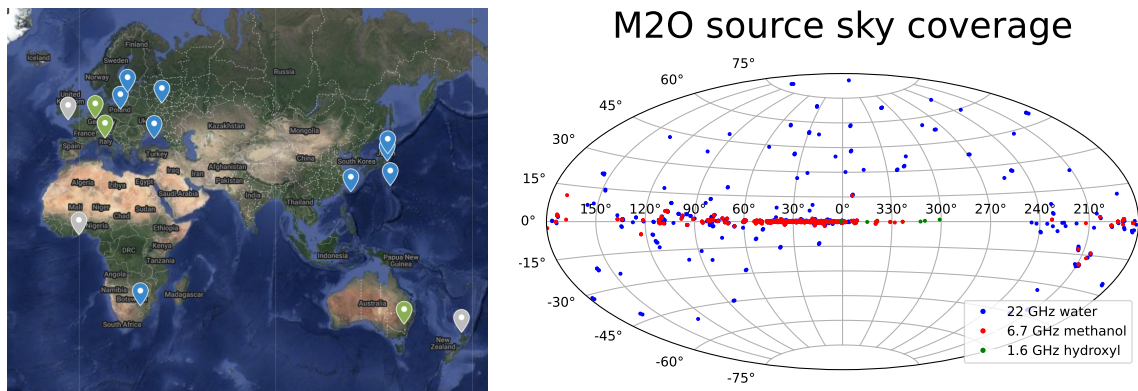 Finland
Iceland
Sweden
Norway
Russia
United
Poland
France
Italy
Spain
Turkey
Kazakhstan
Mongolia
China
South Korea
Afghanistan
Iraq
Iran
Pakistan
Algeria
Libya
Egypt
Saudi Arabia
India
Thailand
Mali
Niger
Chad
Sudan
Nigeria
Ethiopia
DRC
Kenya
Tanzania
Indonesia
Papua New
Guinea
Angola
Namibia
Botswana
Madagascar
South Africa
Australia
New
Zealand
M2O source sky coverage
75°
60°
45°
30°
15°
0°
-15°
-30°
-45°
-60°
-75°
150° 120° 90° 60° 30° 0° 330° 300° 270° 240° 210°
22 GHz water
6.7 GHz methanol
1.6 GHz hydroxyl